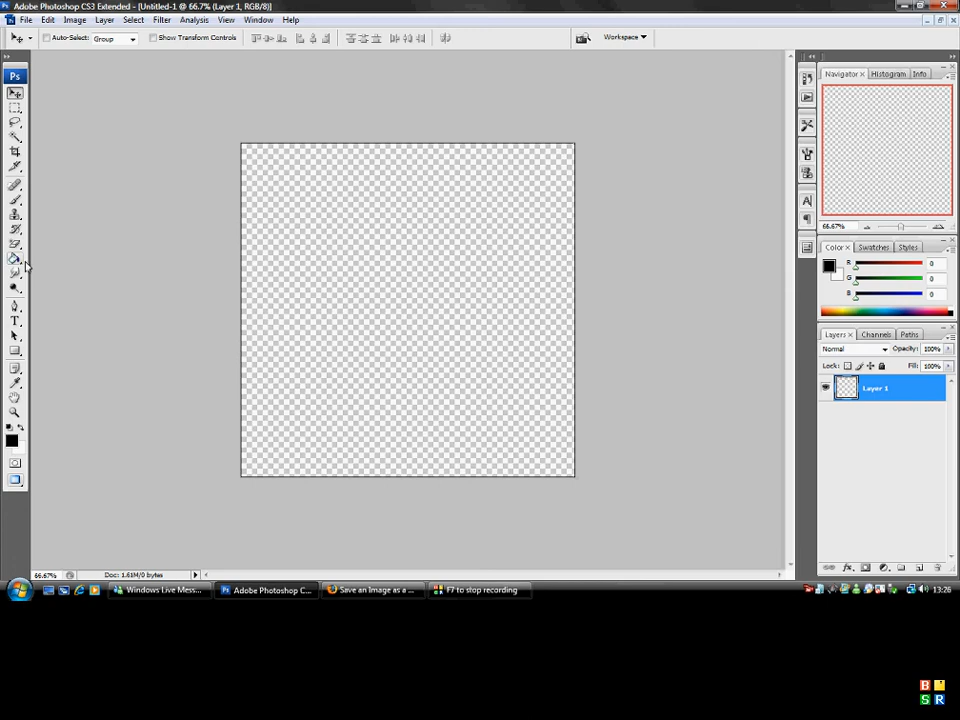 Adobe Photoshop CS3 Extended - [Untitled-1 @ 66.7% (Layer 1, RGB/8)]
File Edit Image Layer Select Filter Analysis View Window Help
Auto-Select: Group Show Transform Controls Workspace
Ps
Navigator x Histogram Info
66.67%
Color x Swatches Styles
R 0
G 0
B 0
Layers x Channels Paths
Normal Opacity: 100%
Lock: Fill: 100%
Layer 1
66.67% Doc: 1.61M/0 bytes
Windows Live Mess... Adobe Photoshop C... Save an Image as a ... F7 to stop recording 13:26
B
S R